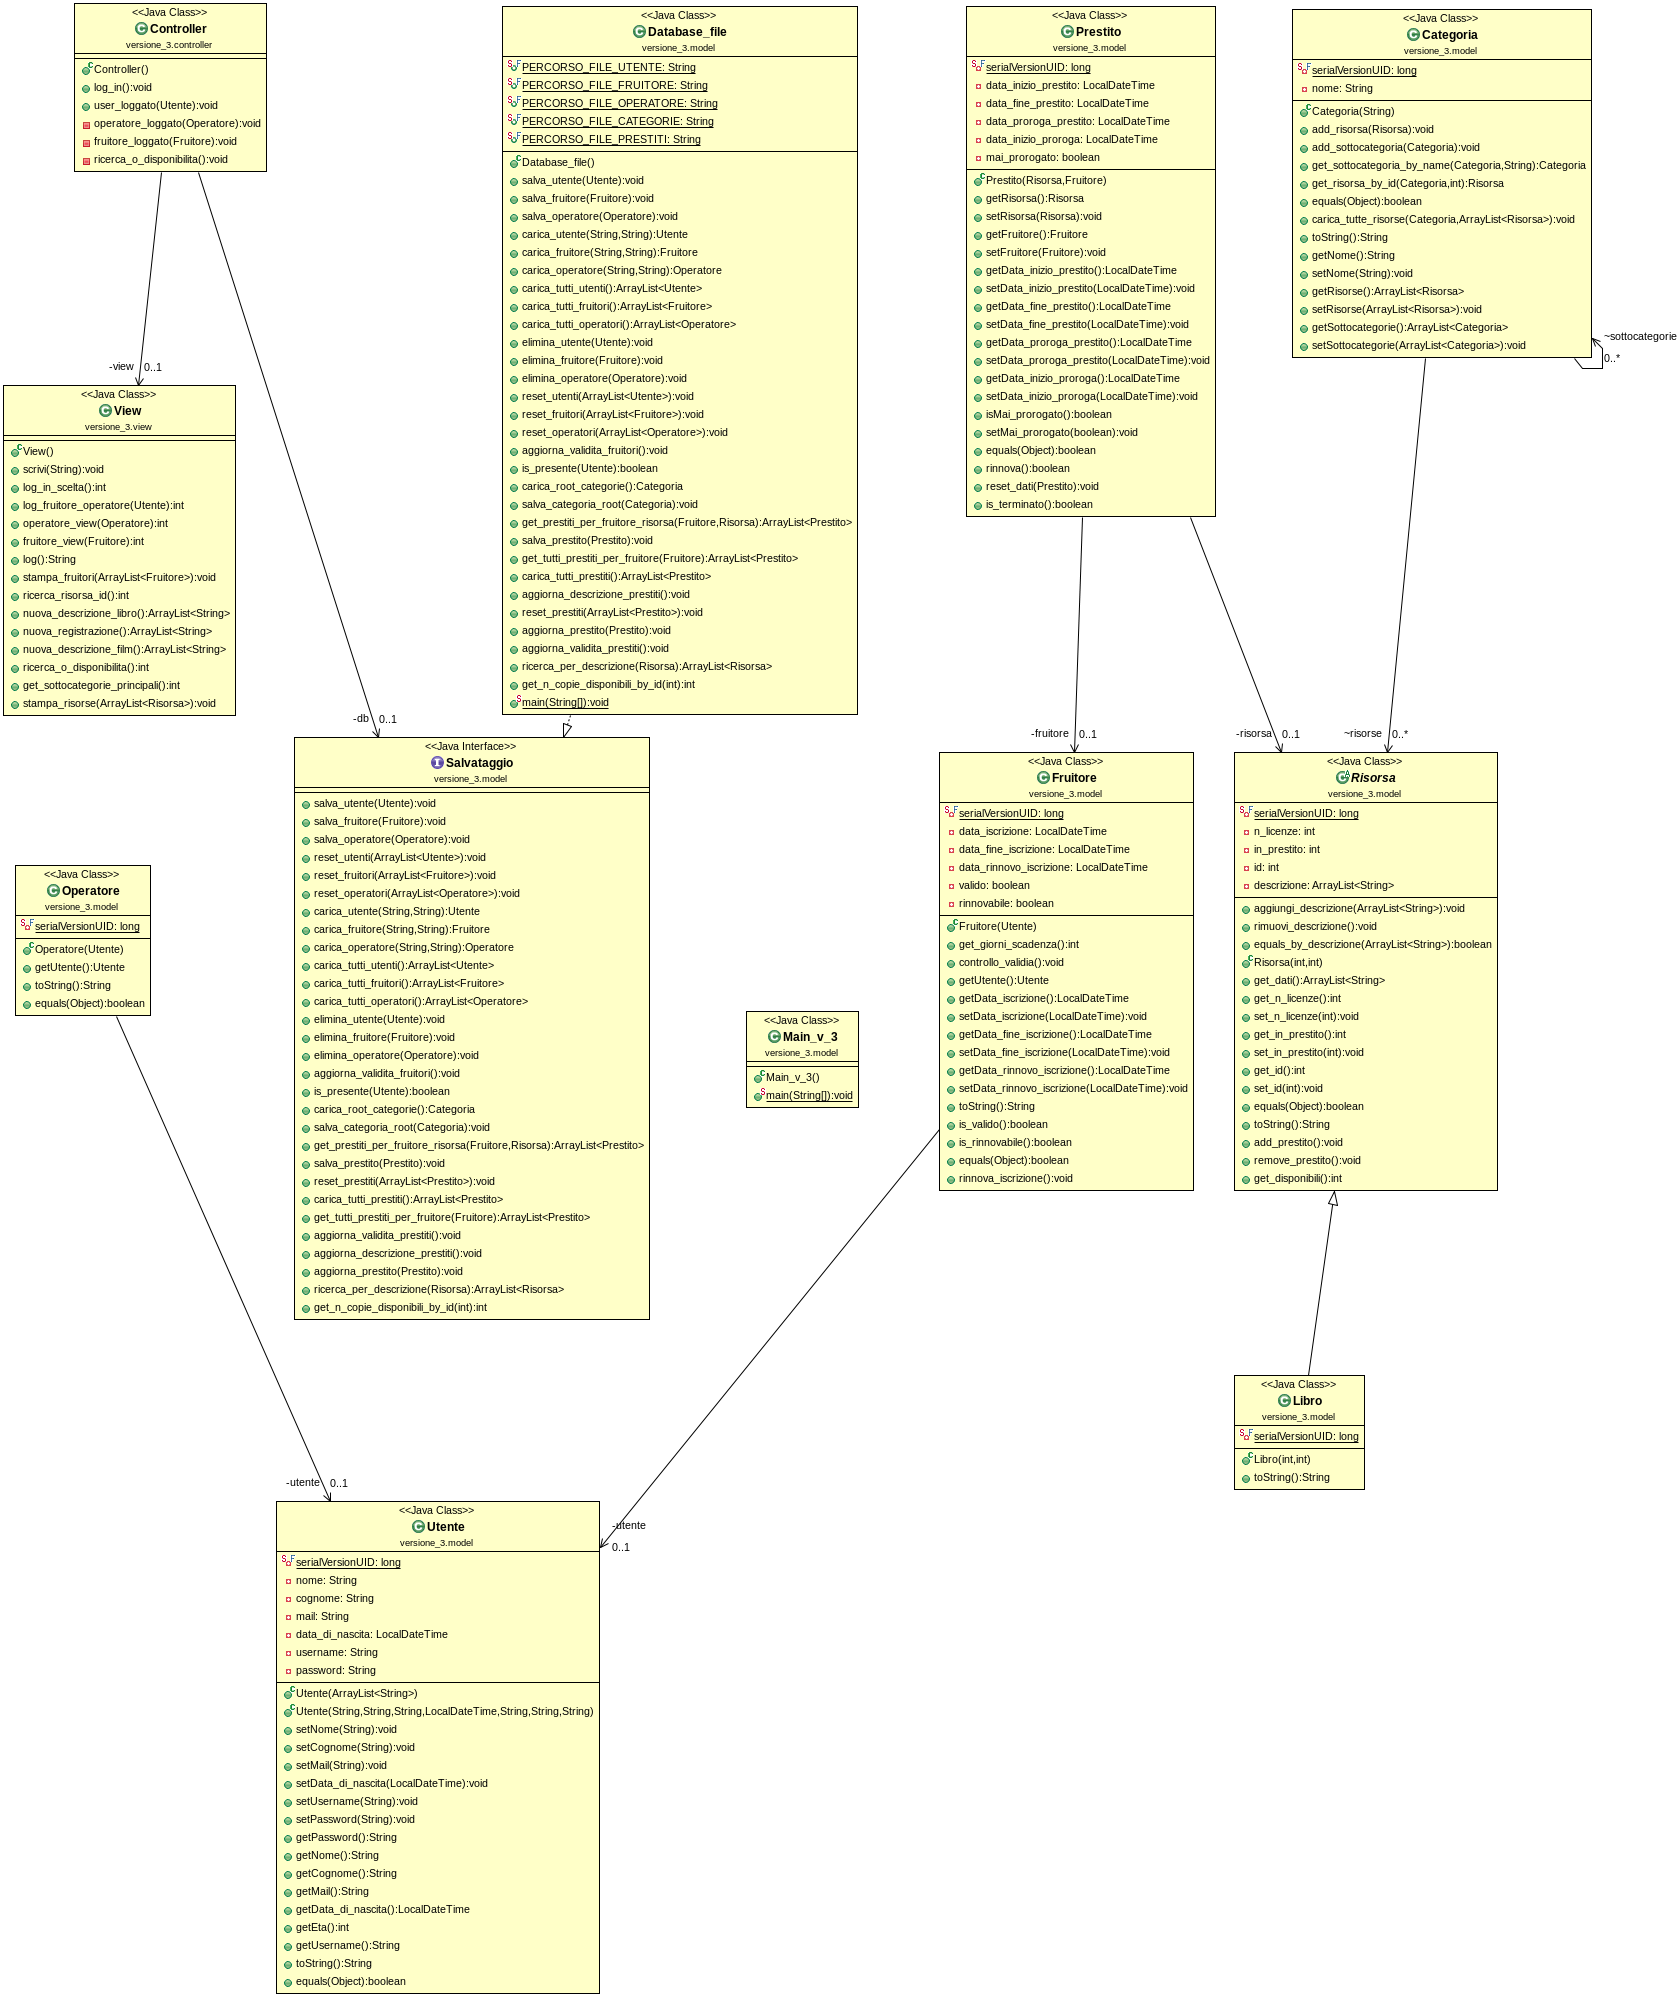 <<Java Class>>
Controller
versione_3.controller
Controller()
log_in():void
user_loggato(Utente):void
operatore_loggato(Operatore):void
fruitore_loggato(Fruitore):void
ricerca_o_disponibilita():void
<<Java Class>>
Database_file
versione_3.model
PERCORSO_FILE_UTENTE: String
PERCORSO_FILE_FRUITORE: String
PERCORSO_FILE_OPERATORE: String
PERCORSO_FILE_CATEGORIE: String
PERCORSO_FILE_PRESTITI: String
Database_file()
salva_utente(Utente):void
salva_fruitore(Fruitore):void
salva_operatore(Operatore):void
carica_utente(String,String):Utente
carica_fruitore(String,String):Fruitore
carica_operatore(String,String):Operatore
carica_tutti_utenti():ArrayList<Utente>
carica_tutti_fruitori():ArrayList<Fruitore>
carica_tutti_operatori():ArrayList<Operatore>
elimina_utente(Utente):void
elimina_fruitore(Fruitore):void
elimina_operatore(Operatore):void
reset_utenti(ArrayList<Utente>):void
reset_fruitori(ArrayList<Fruitore>):void
reset_operatori(ArrayList<Operatore>):void
aggiorna_validita_fruitori():void
is_presente(Utente):boolean
carica_root_categorie():Categoria
salva_categoria_root(Categoria):void
get_prestiti_per_fruitore_risorsa(Fruitore,Risorsa):ArrayList<Prestito>
salva_prestito(Prestito):void
get_tutti_prestiti_per_fruitore(Fruitore):ArrayList<Prestito>
carica_tutti_prestiti():ArrayList<Prestito>
aggiorna_descrizione_prestiti():void
reset_prestiti(ArrayList<Prestito>):void
aggiorna_prestito(Prestito):void
aggiorna_validita_prestiti():void
ricerca_per_descrizione(Risorsa):ArrayList<Risorsa>
get_n_copie_disponibili_by_id(int):int
main(String[]):void
<<Java Class>>
Prestito
versione_3.model
serialVersionUID: long
data_inizio_prestito: LocalDateTime
data_fine_prestito: LocalDateTime
data_proroga_prestito: LocalDateTime
data_inizio_proroga: LocalDateTime
mai_prorogato: boolean
Prestito(Risorsa,Fruitore)
getRisorsa():Risorsa
setRisorsa(Risorsa):void
getFruitore():Fruitore
setFruitore(Fruitore):void
getData_inizio_prestito():LocalDateTime
setData_inizio_prestito(LocalDateTime):void
getData_fine_prestito():LocalDateTime
setData_fine_prestito(LocalDateTime):void
getData_proroga_prestito():LocalDateTime
setData_proroga_prestito(LocalDateTime):void
getData_inizio_proroga():LocalDateTime
setData_inizio_proroga(LocalDateTime):void
isMai_prorogato():boolean
setMai_prorogato(boolean):void
equals(Object):boolean
rinnova():boolean
reset_dati(Prestito):void
is_terminato():boolean
<<Java Class>>
Categoria
versione_3.model
serialVersionUID: long
nome: String
Categoria(String)
add_risorsa(Risorsa):void
add_sottocategoria(Categoria):void
get_sottocategoria_by_name(Categoria,String):Categoria
get_risorsa_by_id(Categoria,int):Risorsa
equals(Object):boolean
carica_tutte_risorse(Categoria,ArrayList<Risorsa>):void
toString():String
getNome():String
setNome(String):void
getRisorse():ArrayList<Risorsa>
setRisorse(ArrayList<Risorsa>):void
getSottocategorie():ArrayList<Categoria>
setSottocategorie(ArrayList<Categoria>):void
~sottocategorie
0..*
-view 0..1
<<Java Class>>
View
versione_3.view
View()
scrivi(String):void
log_in_scelta():int
log_fruitore_operatore(Utente):int
operatore_view(Operatore):int
fruitore_view(Fruitore):int
log():String
stampa_fruitori(ArrayList<Fruitore>):void
ricerca_risorsa_id():int
nuova_descrizione_libro():ArrayList<String>
nuova_registrazione():ArrayList<String>
nuova_descrizione_film():ArrayList<String>
ricerca_o_disponibilita():int
get_sottocategorie_principali():int
stampa_risorse(ArrayList<Risorsa>):void
-db 0..1
<<Java Interface>>
Salvataggio
versione_3.model
salva_utente(Utente):void
salva_fruitore(Fruitore):void
salva_operatore(Operatore):void
reset_utenti(ArrayList<Utente>):void
reset_fruitori(ArrayList<Fruitore>):void
reset_operatori(ArrayList<Operatore>):void
carica_utente(String,String):Utente
carica_fruitore(String,String):Fruitore
carica_operatore(String,String):Operatore
carica_tutti_utenti():ArrayList<Utente>
carica_tutti_fruitori():ArrayList<Fruitore>
carica_tutti_operatori():ArrayList<Operatore>
elimina_utente(Utente):void
elimina_fruitore(Fruitore):void
elimina_operatore(Operatore):void
aggiorna_validita_fruitori():void
is_presente(Utente):boolean
carica_root_categorie():Categoria
salva_categoria_root(Categoria):void
get_prestiti_per_fruitore_risorsa(Fruitore,Risorsa):ArrayList<Prestito>
salva_prestito(Prestito):void
reset_prestiti(ArrayList<Prestito>):void
carica_tutti_prestiti():ArrayList<Prestito>
get_tutti_prestiti_per_fruitore(Fruitore):ArrayList<Prestito>
aggiorna_validita_prestiti():void
aggiorna_descrizione_prestiti():void
aggiorna_prestito(Prestito):void
ricerca_per_descrizione(Risorsa):ArrayList<Risorsa>
get_n_copie_disponibili_by_id(int):int
-fruitore 0..1
<<Java Class>>
Fruitore
versione_3.model
serialVersionUID: long
data_iscrizione: LocalDateTime
data_fine_iscrizione: LocalDateTime
data_rinnovo_iscrizione: LocalDateTime
valido: boolean
rinnovabile: boolean
Fruitore(Utente)
get_giorni_scadenza():int
controllo_validia():void
getUtente():Utente
getData_iscrizione():LocalDateTime
setData_iscrizione(LocalDateTime):void
getData_fine_iscrizione():LocalDateTime
setData_fine_iscrizione(LocalDateTime):void
getData_rinnovo_iscrizione():LocalDateTime
setData_rinnovo_iscrizione(LocalDateTime):void
toString():String
is_valido():boolean
is_rinnovabile():boolean
equals(Object):boolean
rinnova_iscrizione():void
-risorsa 0..1
~risorse 0..*
<<Java Class>>
Risorsa
versione_3.model
serialVersionUID: long
n_licenze: int
in_prestito: int
id: int
descrizione: ArrayList<String>
aggiungi_descrizione(ArrayList<String>):void
rimuovi_descrizione():void
equals_by_descrizione(ArrayList<String>):boolean
Risorsa(int,int)
get_dati():ArrayList<String>
get_n_licenze():int
set_n_licenze(int):void
get_in_prestito():int
set_in_prestito(int):void
get_id():int
set_id(int):void
equals(Object):boolean
toString():String
add_prestito():void
remove_prestito():void
get_disponibili():int
<<Java Class>>
Operatore
versione_3.model
serialVersionUID: long
Operatore(Utente)
getUtente():Utente
toString():String
equals(Object):boolean
<<Java Class>>
Main_v_3
versione_3.model
Main_v_3()
main(String[]):void
<<Java Class>>
Libro
versione_3.model
serialVersionUID: long
Libro(int,int)
toString():String
-utente 0..1
-utente
0..1
<<Java Class>>
Utente
versione_3.model
serialVersionUID: long
nome: String
cognome: String
mail: String
data_di_nascita: LocalDateTime
username: String
password: String
Utente(ArrayList<String>)
Utente(String,String,String,LocalDateTime,String,String,String)
setNome(String):void
setCognome(String):void
setMail(String):void
setData_di_nascita(LocalDateTime):void
setUsername(String):void
setPassword(String):void
getPassword():String
getNome():String
getCognome():String
getMail():String
getData_di_nascita():LocalDateTime
getEta():int
getUsername():String
toString():String
equals(Object):boolean